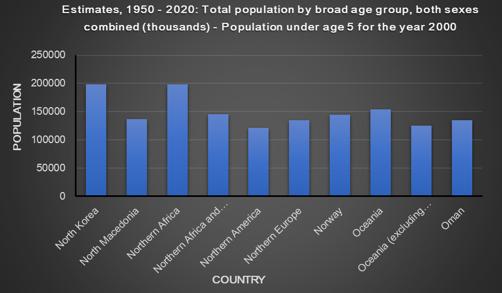 Estimates, 1950 - 2020: Total population by broad age group, both sexes
combined (thousands) - Population under age 5 for the year 2000
250000
200000
150000
100000
50000
0
POPULATION
North Korea
North Macedonia
Northern Africa
Northern Africa and...
Northern America
Northern Europe
Norway
Oceania
Oceania (excluding...
Oman
COUNTRY